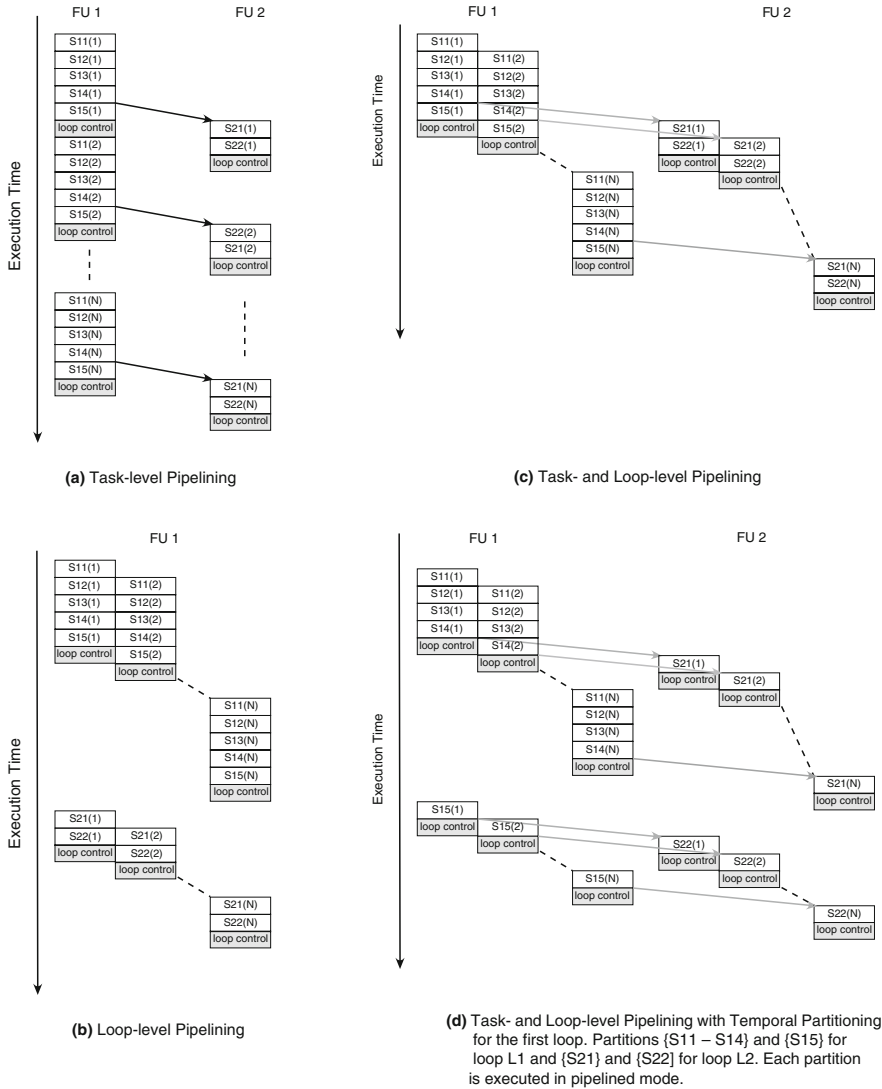 FU 1
FU 2
Execution Time
S11(1)
S12(1)
S13(1)
S14(1)
S15(1)
loop control
S11(2)
S12(2)
S13(2)
S14(2)
S15(2)
loop control
S11(N)
S12(N)
S13(N)
S14(N)
S15(N)
loop control
S21(1)
S22(1)
loop control
S22(2)
S21(2)
loop control
S21(N)
S22(N)
loop control
(a) Task-level Pipelining
FU 1
FU 2
Execution Time
S11(1)
S12(1)
S13(1)
S14(1)
S15(1)
loop control
S11(2)
S12(2)
S13(2)
S14(2)
S15(2)
loop control
S11(N)
S12(N)
S13(N)
S14(N)
S15(N)
loop control
S21(1)
S22(1)
loop control
S21(2)
S22(2)
loop control
S21(N)
S22(N)
loop control
(c) Task- and Loop-level Pipelining
FU 1
Execution Time
S11(1)
S12(1)
S13(1)
S14(1)
S15(1)
loop control
S11(2)
S12(2)
S13(2)
S14(2)
S15(2)
loop control
S11(N)
S12(N)
S13(N)
S14(N)
S15(N)
loop control
S21(1)
S22(1)
loop control
S21(2)
S22(2)
loop control
S21(N)
S22(N)
loop control
(b) Loop-level Pipelining
FU 1
FU 2
Execution Time
S11(1)
S12(1)
S13(1)
S14(1)
loop control
S11(2)
S12(2)
S13(2)
S14(2)
loop control
S11(N)
S12(N)
S13(N)
S14(N)
loop control
S21(1)
loop control
S21(2)
loop control
S21(N)
loop control
S15(1)
loop control
S15(2)
loop control
S15(N)
loop control
S22(1)
loop control
S22(2)
loop control
S22(N)
loop control
(d) Task- and Loop-level Pipelining with Temporal Partitioning
for the first loop. Partitions {S11 – S14} and {S15} for
loop L1 and {S21} and {S22] for loop L2. Each partition
is executed in pipelined mode.